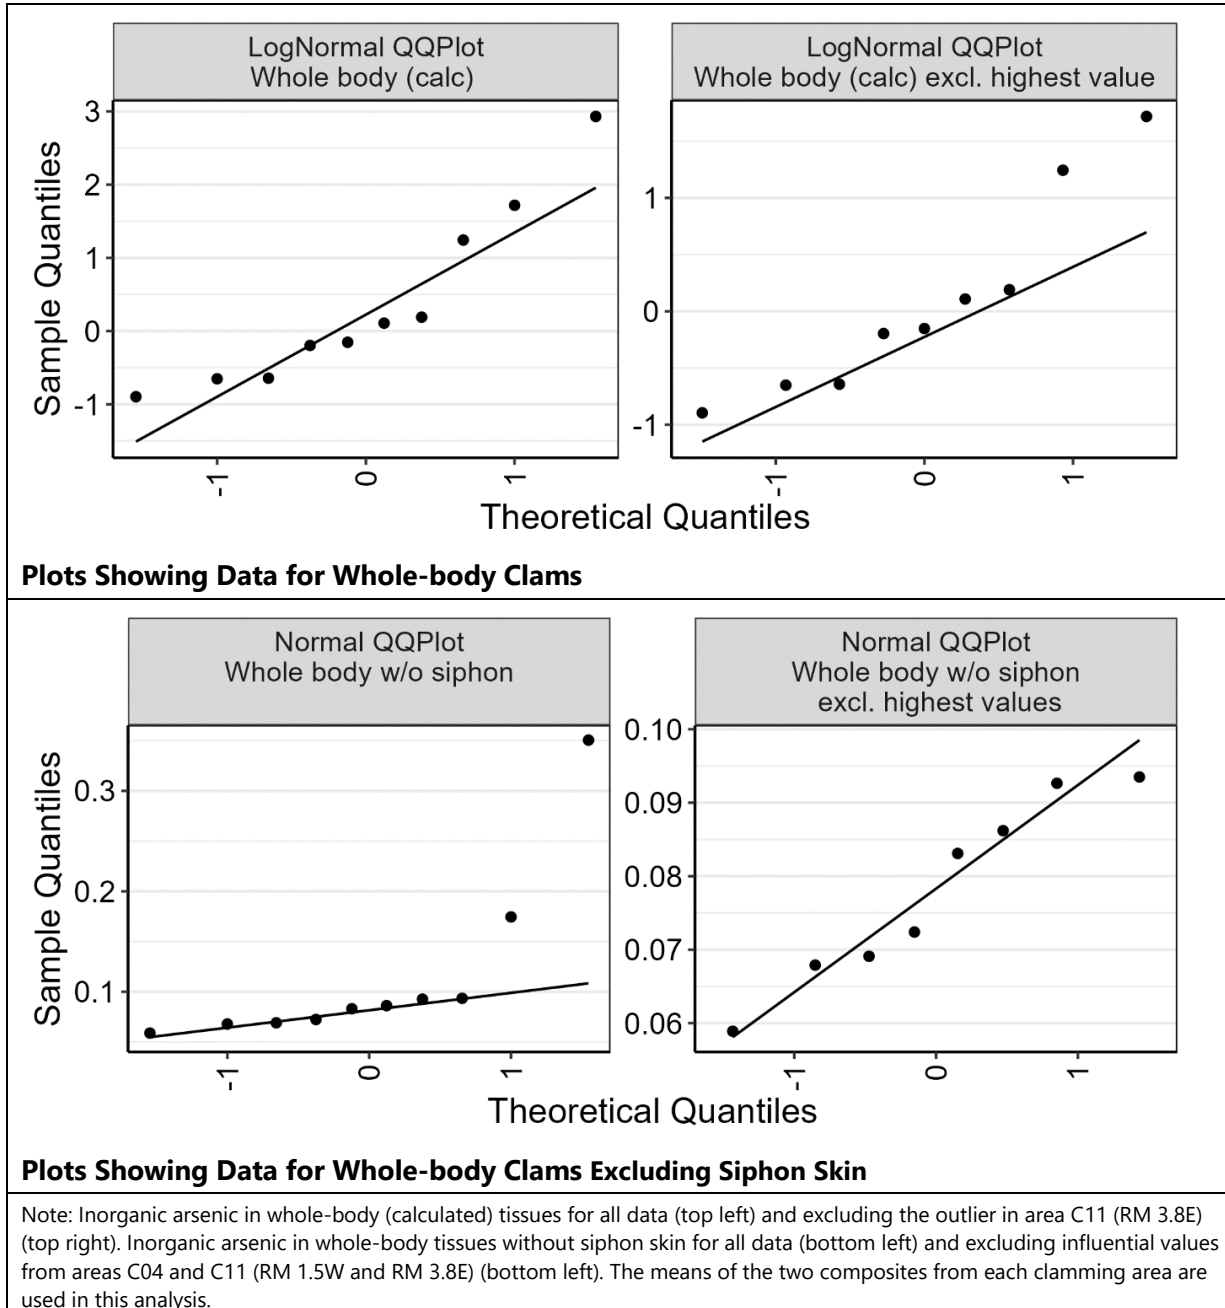 LogNormal QQPlot
Whole body (calc)
LogNormal QQPlot
Whole body (calc) excl. highest value
Sample Quantiles
3
2
1
0
-1
1
0
-1
-1
0
1
-1
0
1
Theoretical Quantiles
Plots Showing Data for Whole-body Clams
Normal QQPlot
Whole body w/o siphon
Normal QQPlot
Whole body w/o siphon
excl. highest values
Sample Quantiles
0.3
0.2
0.1
0.10
0.09
0.08
0.07
0.06
-1
0
1
-1
0
1
Theoretical Quantiles
Plots Showing Data for Whole-body Clams Excluding Siphon Skin
Note: Inorganic arsenic in whole-body (calculated) tissues for all data (top left) and excluding the outlier in area C11 (RM 3.8E)
(top right). Inorganic arsenic in whole-body tissues without siphon skin for all data (bottom left) and excluding influential values
from areas C04 and C11 (RM 1.5W and RM 3.8E) (bottom left). The means of the two composites from each clamming area are
used in this analysis.